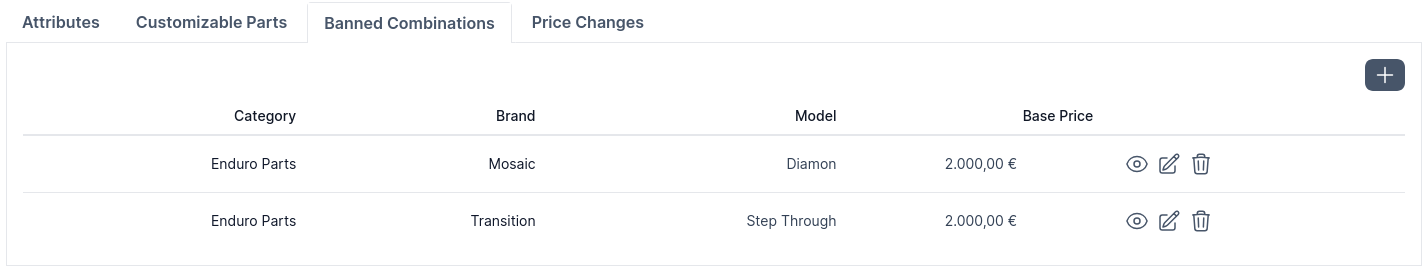 Attributes Customizable Parts Banned Combinations Price Changes
Category Brand Model Base Price
Enduro Parts Mosaic Diamon 2.000,00 €
Enduro Parts Transition Step Through 2.000,00 €